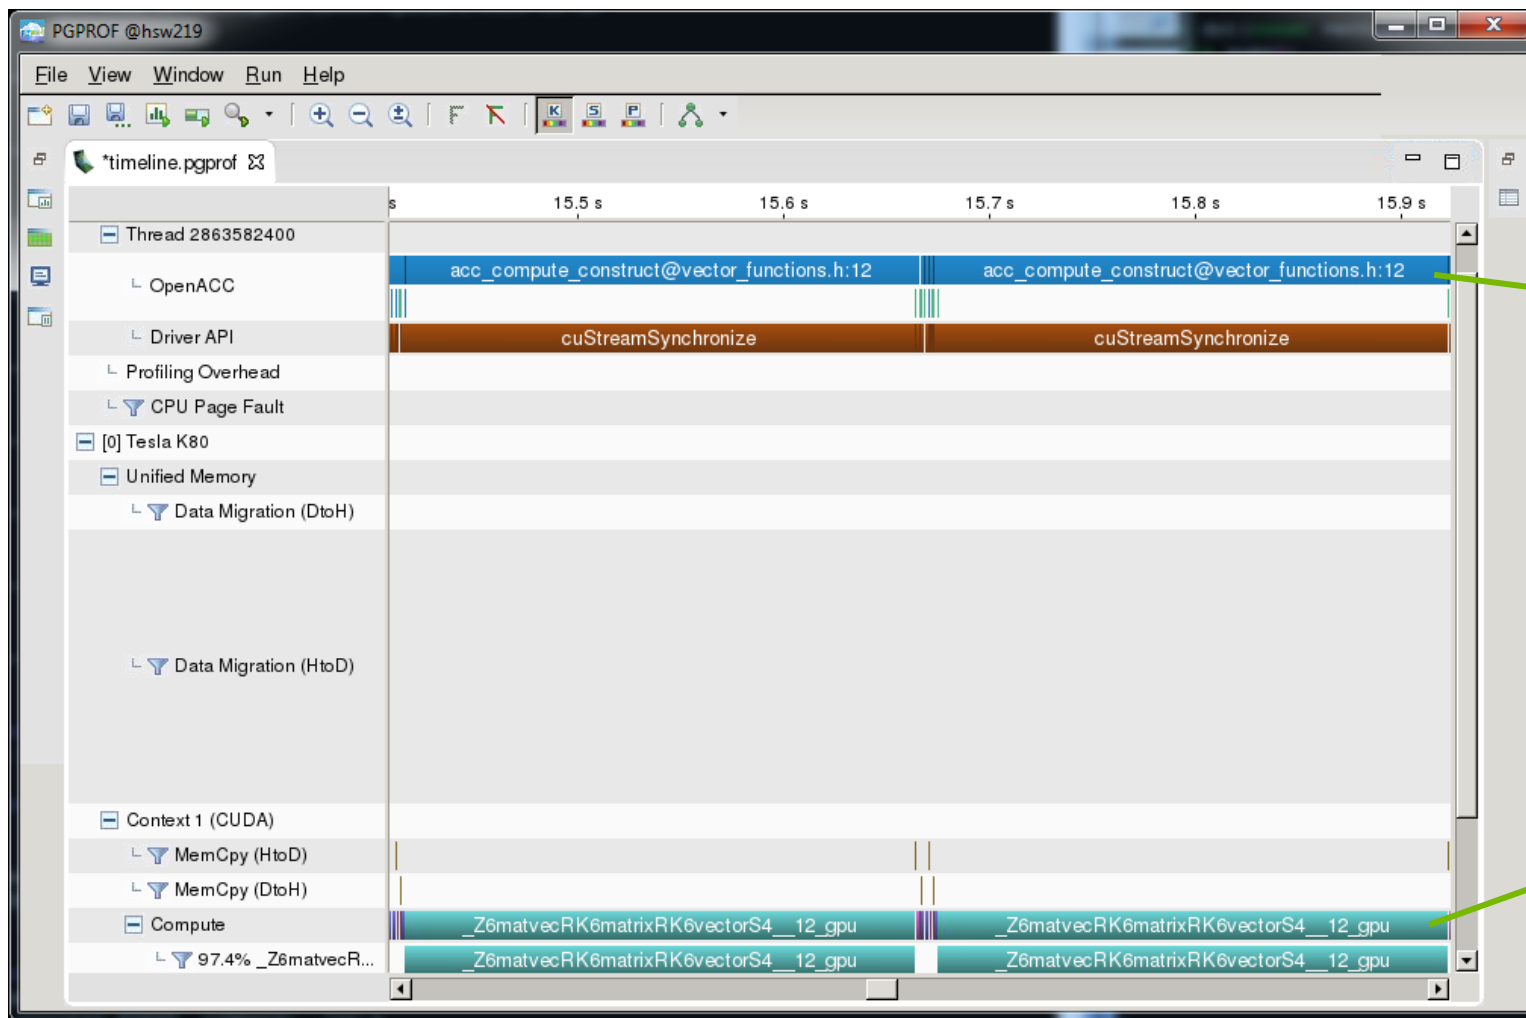 PGPROF @hsw219
File View Window Run Help
K S P
*timeline.pgprof
s 15.5 s 15.6 s 15.7 s 15.8 s 15.9 s
Thread 2863582400
OpenACC
acc_compute_construct@vector_functions.h:12 acc_compute_construct@vector_functions.h:12
Driver API cuStreamSynchronize cuStreamSynchronize
Profiling Overhead
CPU Page Fault
[0] Tesla K80
Unified Memory
Data Migration (DtoH)
Data Migration (HtoD)
Context 1 (CUDA)
MemCpy (HtoD)
MemCpy (DtoH)
Compute _Z6matvecRK6matrixRK6vectorS4__12_gpu _Z6matvecRK6matrixRK6vectorS4__12_gpu
97.4% _Z6matvecR... _Z6matvecRK6matrixRK6vectorS4__12_gpu _Z6matvecRK6matrixRK6vectorS4__12_gpu